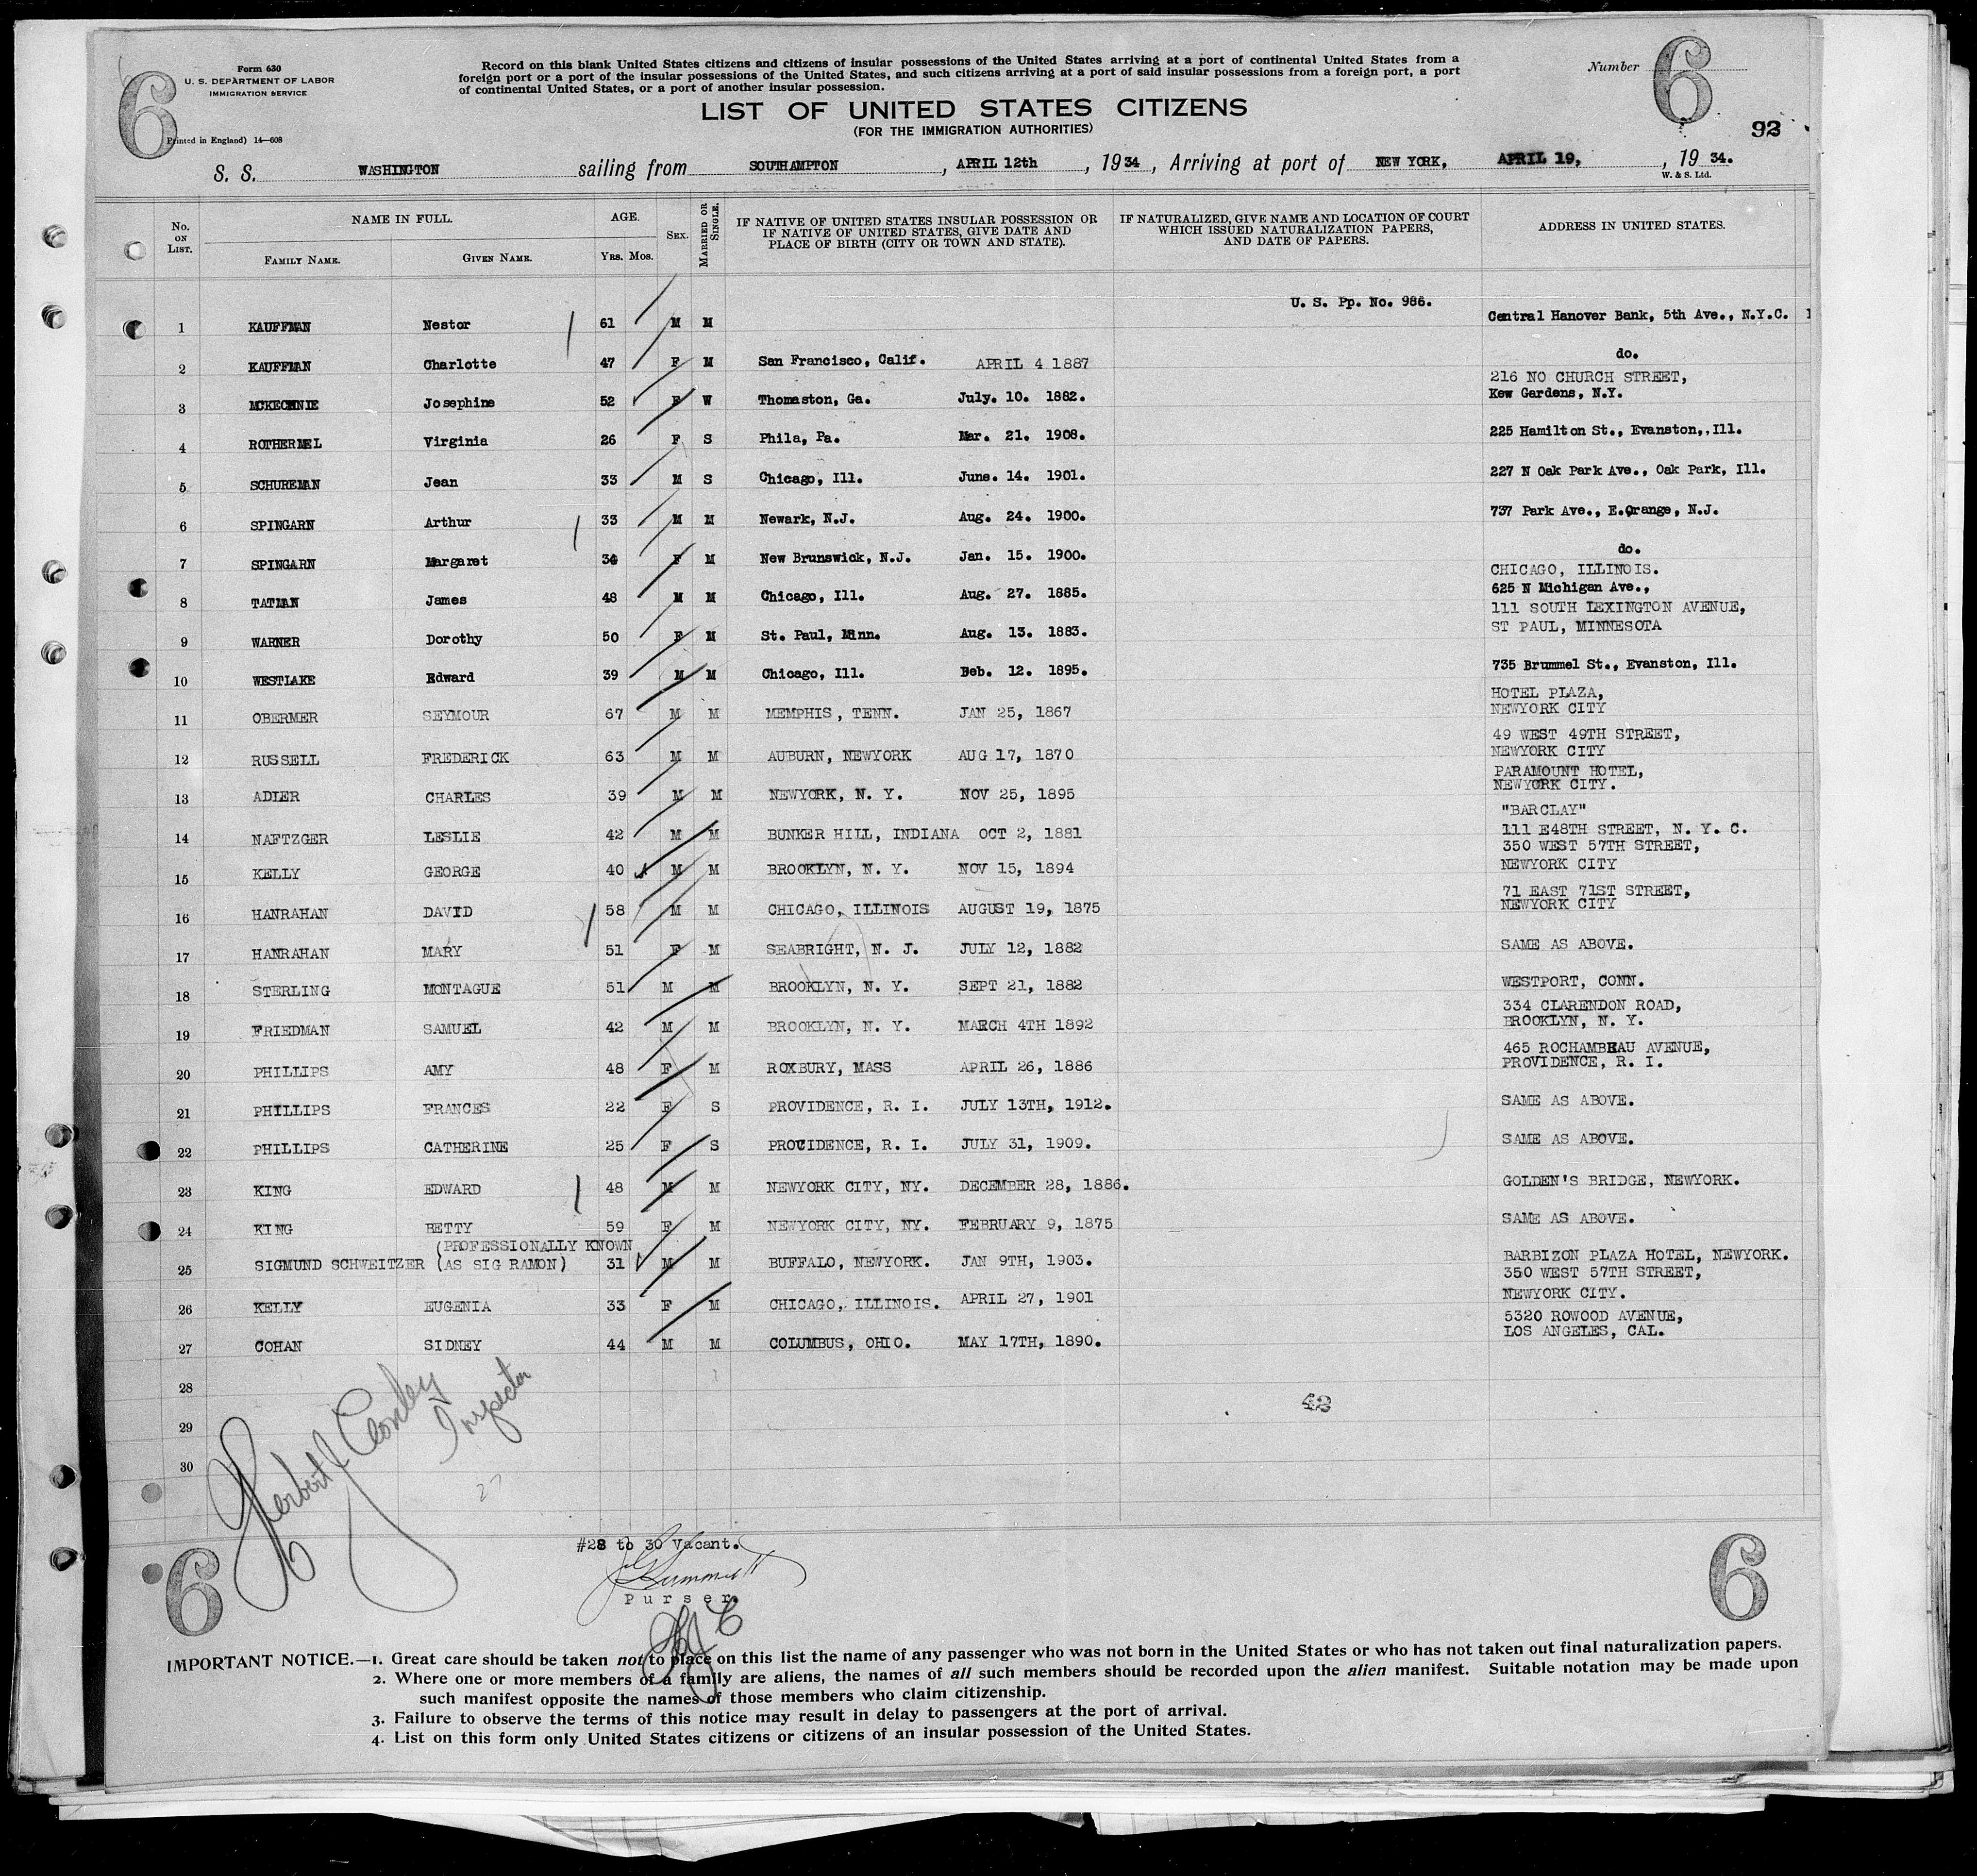 6
Form 630
U. S. DEPARTMENT OF LABOR
IMMIGRATION SERVICE
Printed in England) 14—608
Record on this blank United States citizens and citizens of insular possessions of the United States arriving at a port of continental United States from a
foreign port or a port of the insular possessions of the United States, and such citizens arriving at a port of said insular possessions from a foreign port, a port
of continental United States, or a port of another insular possession.
Number 6
92
LIST OF UNITED STATES CITIZENS
(FOR THE IMMIGRATION AUTHORITIES)
S. S. WASHINGTON sailing from SOUTHAMPTON, APRIL 12th, 1934, Arriving at port of NEW YORK, APRIL 19, 1934.
W. & S. Ltd.
No. ON LIST. NAME IN FULL. FAMILY NAME. GIVEN NAME. AGE. YRS. MOS. SEX. MARRIED OR SINGLE. IF NATIVE OF UNITED STATES INSULAR POSSESSION OR IF NATIVE OF UNITED STATES, GIVE DATE AND PLACE OF BIRTH (CITY OR TOWN AND STATE). IF NATURALIZED, GIVE NAME AND LOCATION OF COURT WHICH ISSUED NATURALIZATION PAPERS, AND DATE OF PAPERS. ADDRESS IN UNITED STATES.
1 KAUFFMAN Nestor 61 M M U. S. Pp. No. 986. Central Hanover Bank, 5th Ave., N.Y.C.
2 KAUFFMAN Charlotte 47 F M San Francisco, Calif. APRIL 4 1887 do.
3 MCKECHNIE Josephine 52 F W Thomaston, Ga. July. 10. 1882. 216 NO CHURCH STREET, Kew Gardens, N.Y.
4 ROTHERMEL Virginia 26 F S Phila, Pa. Mar. 21. 1908. 225 Hamilton St., Evanston,,Ill.
5 SCHUREMAN Jean 33 M S Chicago, Ill. June. 14. 1901. 227 N Oak Park Ave., Oak Park, Ill.
6 SPINGARN Arthur 33 M M Newark, N.J. Aug. 24. 1900. 737 Park Ave., E.Orange, N.J.
7 SPINGARN Margaret 34 F M New Brunswick, N.J. Jan. 15. 1900. do.
8 TATMAN James 48 M M Chicago, Ill. Aug. 27. 1885. CHICAGO, ILLINOIS. 625 N Michigan Ave.,
9 WARNER Dorothy 50 F M St. Paul, Minn. Aug. 13. 1883. 111 SOUTH LEXINGTON AVENUE, ST PAUL, MINNESOTA
10 WESTLAKE Edward 39 M M Chicago, Ill. Feb. 12. 1895. 735 Brummel St., Evanston, Ill.
11 OBERMER SEYMOUR 67 M M MEMPHIS, TENN. JAN 25, 1867 HOTEL PLAZA, NEWYORK CITY
12 RUSSELL FREDERICK 63 M M AUBURN, NEWYORK AUG 17, 1870 49 WEST 49TH STREET, NEWYORK CITY
13 ADLER CHARLES 39 M M NEWYORK, N. Y. NOV 25, 1895 PARAMOUNT HOTEL, NEWYORK CITY.
14 NAFTZGER LESLIE 42 M M BUNKER HILL, INDIANA OCT 2, 1881 "BARCLAY" 111 E48TH STREET, N. Y. C.
15 KELLY GEORGE 40 M M BROOKLYN, N. Y. NOV 15, 1894 350 WEST 57TH STREET, NEWYORK CITY
16 HANRAHAN DAVID 58 M M CHICAGO, ILLINOIS AUGUST 19, 1875 71 EAST 71ST STREET, NEWYORK CITY
17 HANRAHAN MARY 51 F M SEABRIGHT, N. J. JULY 12, 1882 SAME AS ABOVE.
18 STERLING MONTAGUE 51 M M BROOKLYN, N. Y. SEPT 21, 1882 WESTPORT, CONN.
19 FRIEDMAN SAMUEL 42 M M BROOKLYN, N. Y. MARCH 4TH 1892 334 CLARENDON ROAD, BROOKLYN, N. Y.
20 PHILLIPS AMY 48 F M ROXBURY, MASS APRIL 26, 1886 465 ROCHAMBEAU AVENUE, PROVIDENCE, R. I.
21 PHILLIPS FRANCES 22 F S PROVIDENCE, R. I. JULY 13TH, 1912. SAME AS ABOVE.
22 PHILLIPS CATHERINE 25 F S PROVIDENCE, R. I. JULY 31, 1909. SAME AS ABOVE.
23 KING EDWARD 48 M M NEWYORK CITY, NY. DECEMBER 28, 1886. GOLDEN'S BRIDGE, NEWYORK.
24 KING BETTY 59 F M NEWYORK CITY, NY. FEBRUARY 9, 1875 SAME AS ABOVE.
25 SIGMUND SCHWEITZER (PROFESSIONALLY KNOWN (AS SIG RAMON) 31 M M BUFFALO, NEWYORK. JAN 9TH, 1903. BARBIZON PLAZA HOTEL, NEWYORK.
26 KELLY EUGENIA 33 F M CHICAGO, ILLINOIS. APRIL 27, 1901 350 WEST 57TH STREET, NEWYORK CITY.
27 COHAN SIDNEY 44 M M COLUMBUS, OHIO. MAY 17TH, 1890. 5320 ROWOOD AVENUE, LOS ANGELES, CAL.
28
29
30
42
Herbert J Conley
Inspector
27
#28 to 30 Vacant.
Purser.
HJC
6
6
IMPORTANT NOTICE.—1. Great care should be taken not to place on this list the name of any passenger who was not born in the United States or who has not taken out final naturalization papers.
2. Where one or more members of a family are aliens, the names of all such members should be recorded upon the alien manifest. Suitable notation may be made upon
such manifest opposite the names of those members who claim citizenship.
3. Failure to observe the terms of this notice may result in delay to passengers at the port of arrival.
4. List on this form only United States citizens or citizens of an insular possession of the United States.